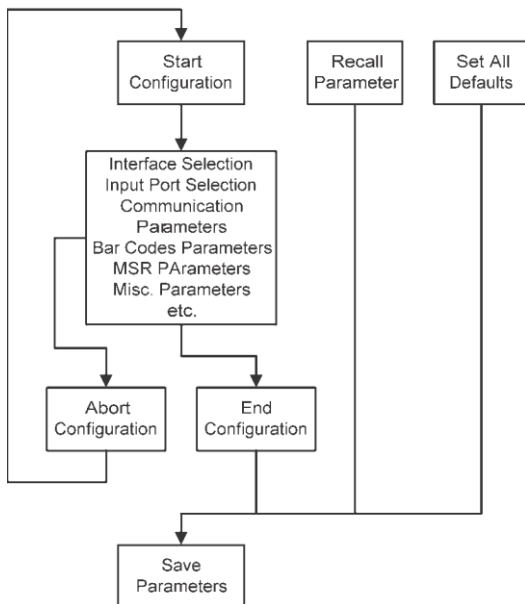 Start
Configuration
Recall
Parameter
Set All
Defaults
Interface Selection
Input Port Selection
Communication
Parameters
Bar Codes Parameters
MSR PArameters
Misc. Parameters
etc.
Abort
Configuration
End
Configuration
Save
Parameters